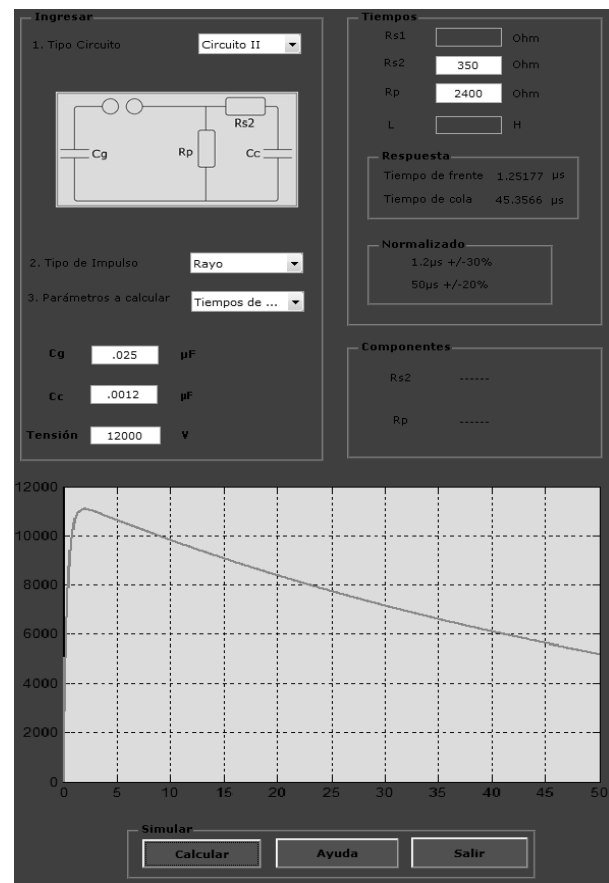 Ingresar
1. Tipo Circuito
Circuito II
Rs2
Cg
Rp
Cc
2. Tipo de Impulso
Rayo
3. Parámetros a calcular
Tiempos de ...
Cg
.025
µF
Cc
.0012
µF
Tensión
12000
V
Tiempos
Rs1
Ohm
Rs2
350
Ohm
Rp
2400
Ohm
L
H
Respuesta
Tiempo de frente 1.25177 µs
Tiempo de cola 45.3566 µs
Normalizado
1.2µs +/-30%
50µs +/-20%
Componentes
Rs2 ------
Rp ------
12000
10000
8000
6000
4000
2000
0
0 5 10 15 20 25 30 35 40 45 50
Simular
Calcular
Ayuda
Salir